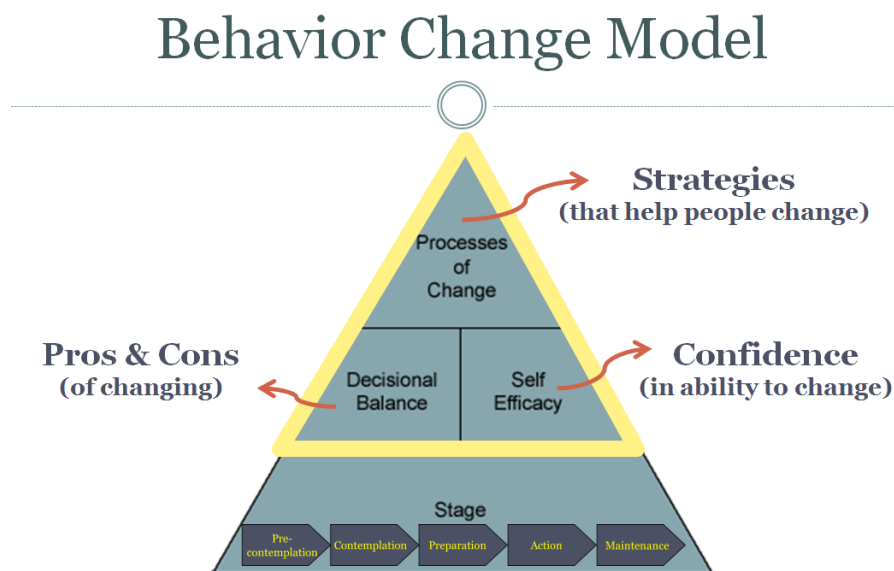 Behavior Change Model
Strategies
(that help people change)
Processes
of
Change
Pros & Cons
(of changing)
Decisional
Balance
Self
Efficacy
Confidence
(in ability to change)
Stage
Pre-
contemplation
Contemplation
Preparation
Action
Maintenance